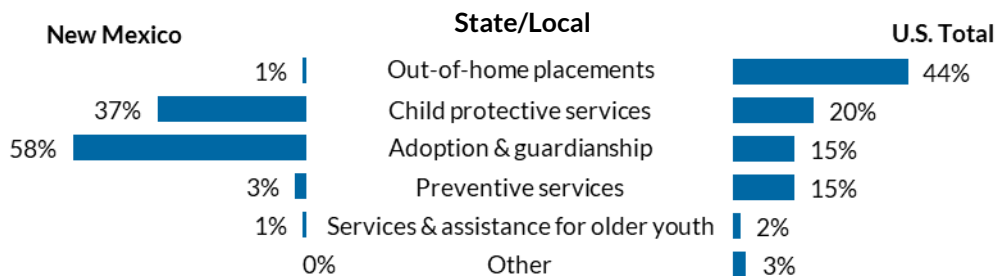 State/Local
New Mexico U.S. Total
1% Out-of-home placements 44%
37% Child protective services 20%
58% Adoption & guardianship 15%
3% Preventive services 15%
1% Services & assistance for older youth 2%
0% Other 3%